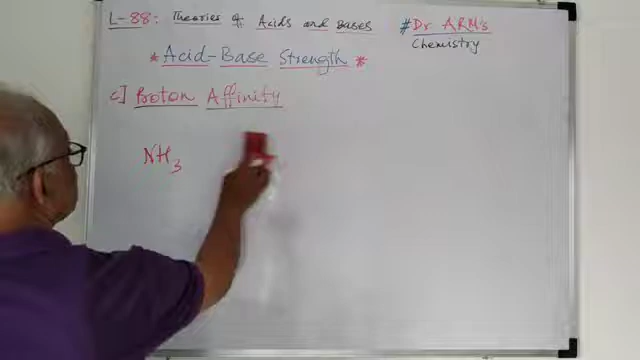 L-88: Theories of Acids and Bases
# Dr ARM's
Chemistry
* Acid-Base Strength *
c] Proton Affinity
NH3